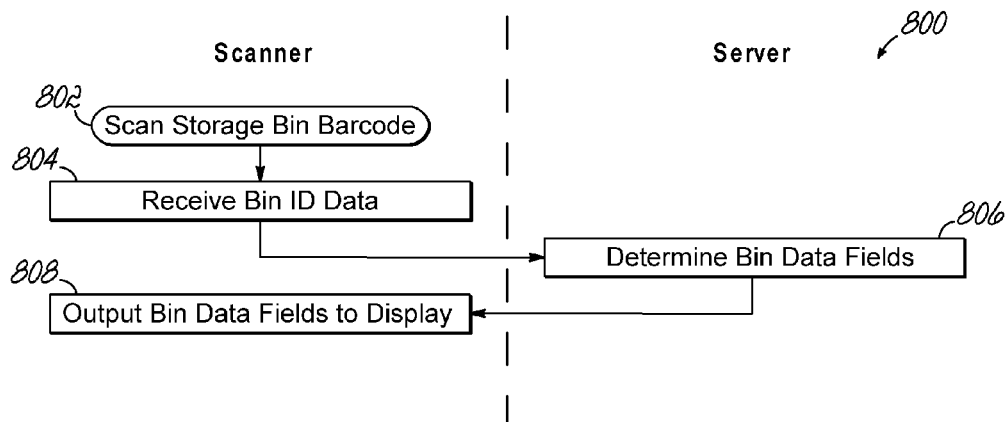 Scanner
Server
800
802
Scan Storage Bin Barcode
804
Receive Bin ID Data
806
Determine Bin Data Fields
808
Output Bin Data Fields to Display